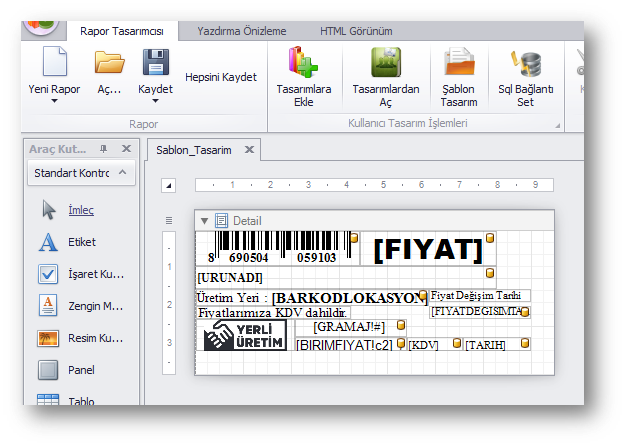 Rapor Tasarımcısı Yazdırma Önizleme HTML Görünüm
Yeni Rapor Aç... Kaydet Hepsini Kaydet Tasarımlara Ekle Tasarımlardan Aç Şablon Tasarım Sql Bağlantı Set
Rapor Kullanıcı Tasarım İşlemleri
Araç Kut... Sablon_Tasarim
Standart Kontro
1 2 3 4 5 6 7 8 9
İmleç
Detail
Etiket
8 690504 059103 [FIYAT]
1
İşaret Ku...
[URUNADI]
Zengin M...
Üretim Yeri : [BARKODLOKASYON] Fiyat Değişim Tarihi
2
Fiyatlarımıza KDV dahildir. [FIYATDEGISIMTA
Resim Ku...
YERLİ ÜRETİM [GRAMAJ!#]
3
[BIRIMFIYAT!c2] [KDV] [TARIH]
Panel
Tablo